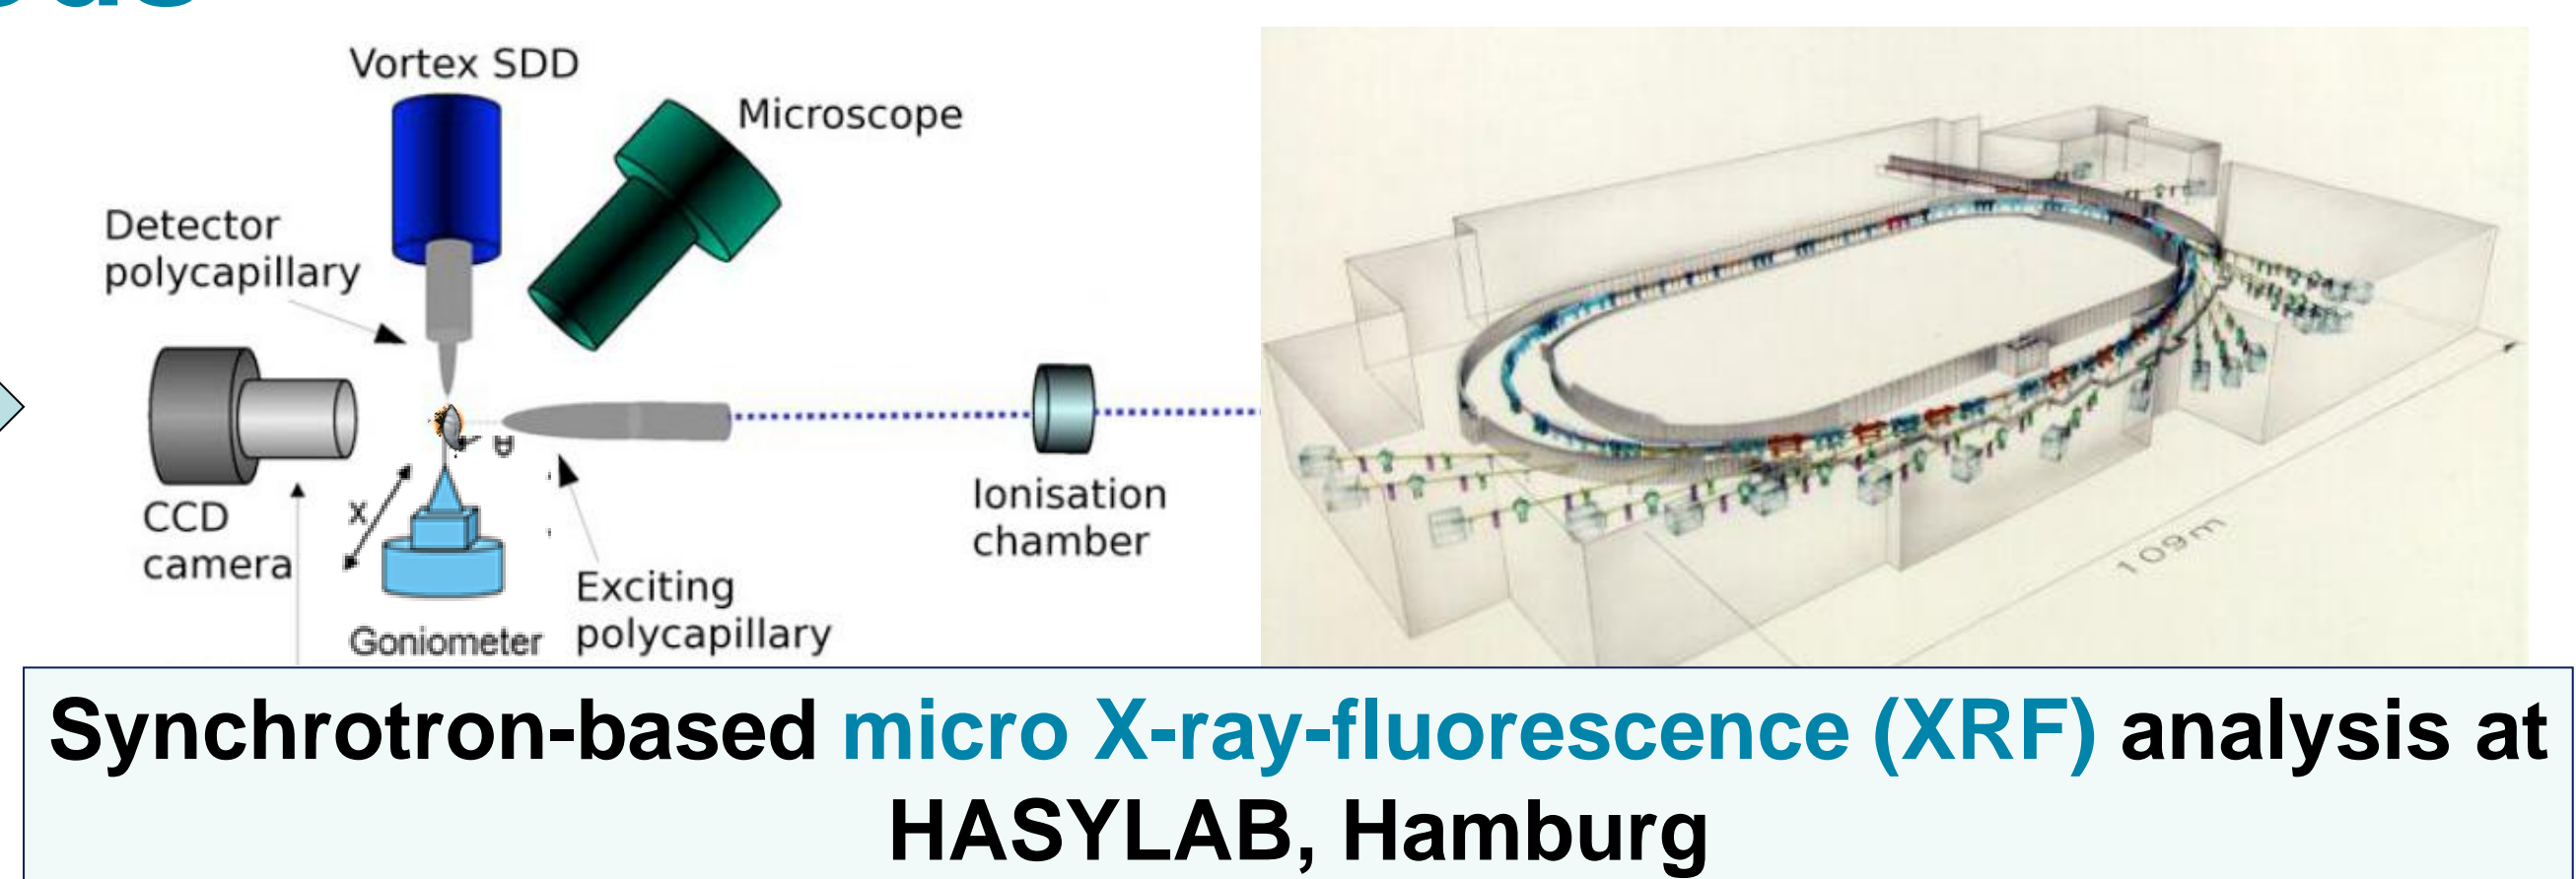 Vortex SDD
Microscope
Detector
polycapillary
CCD
camera
X
θ
Goniometer
Exciting
polycapillary
Ionisation
chamber
109m
Synchrotron-based micro X-ray-fluorescence (XRF) analysis at
HASYLAB, Hamburg